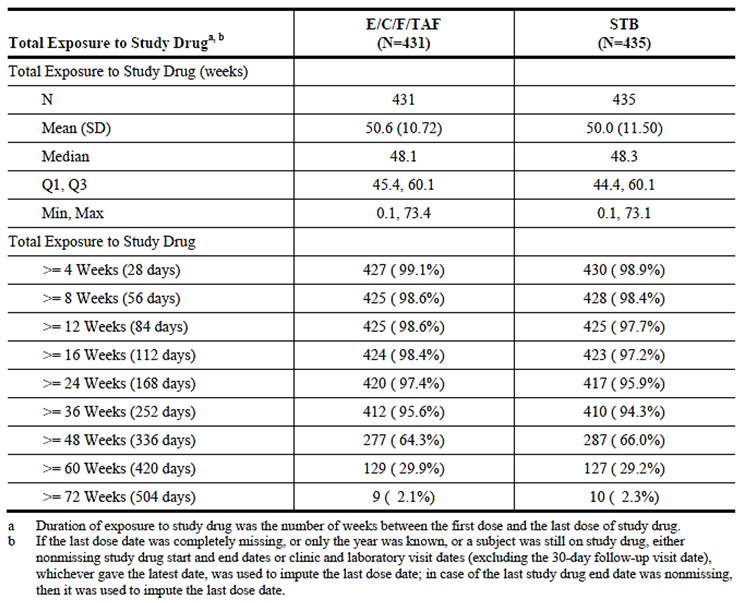 Total Exposure to Study Drug a, b E/C/F/TAF (N=431) STB (N=435)
Total Exposure to Study Drug (weeks)
N 431 435
Mean (SD) 50.6 (10.72) 50.0 (11.50)
Median 48.1 48.3
Q1, Q3 45.4, 60.1 44.4, 60.1
Min, Max 0.1, 73.4 0.1, 73.1
Total Exposure to Study Drug
>= 4 Weeks (28 days) 427 ( 99.1%) 430 ( 98.9%)
>= 8 Weeks (56 days) 425 ( 98.6%) 428 ( 98.4%)
>= 12 Weeks (84 days) 425 ( 98.6%) 425 ( 97.7%)
>= 16 Weeks (112 days) 424 ( 98.4%) 423 ( 97.2%)
>= 24 Weeks (168 days) 420 ( 97.4%) 417 ( 95.9%)
>= 36 Weeks (252 days) 412 ( 95.6%) 410 ( 94.3%)
>= 48 Weeks (336 days) 277 ( 64.3%) 287 ( 66.0%)
>= 60 Weeks (420 days) 129 ( 29.9%) 127 ( 29.2%)
>= 72 Weeks (504 days) 9 ( 2.1%) 10 ( 2.3%)
a Duration of exposure to study drug was the number of weeks between the first dose and the last dose of study drug.
b If the last dose date was completely missing, or only the year was known, or a subject was still on study drug, either
nonmissing study drug start and end dates or clinic and laboratory visit dates (excluding the 30-day follow-up visit date),
whichever gave the latest date, was used to impute the last dose date; in case of the last study drug end date was nonmissing,
then it was used to impute the last dose date.